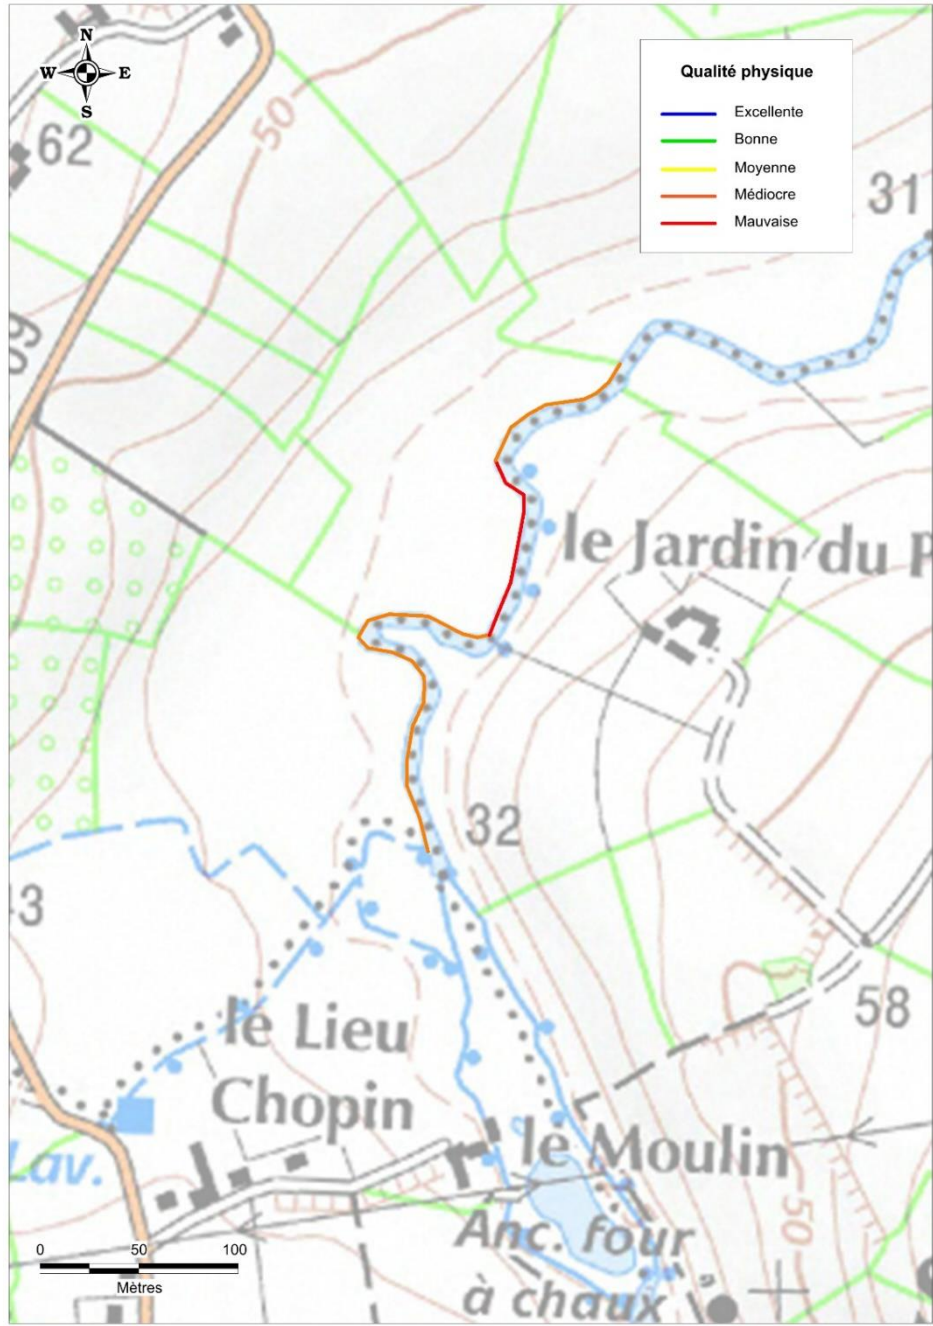 N
W E
S
62
50
Qualité physique
Excellente
Bonne
Moyenne
Médiocre
Mauvaise
31
le Jardin du P
32
58
le Lieu
Chopin
le Moulin
Lav.
Anc. four
à chaux
50
0 50 100
Mètres